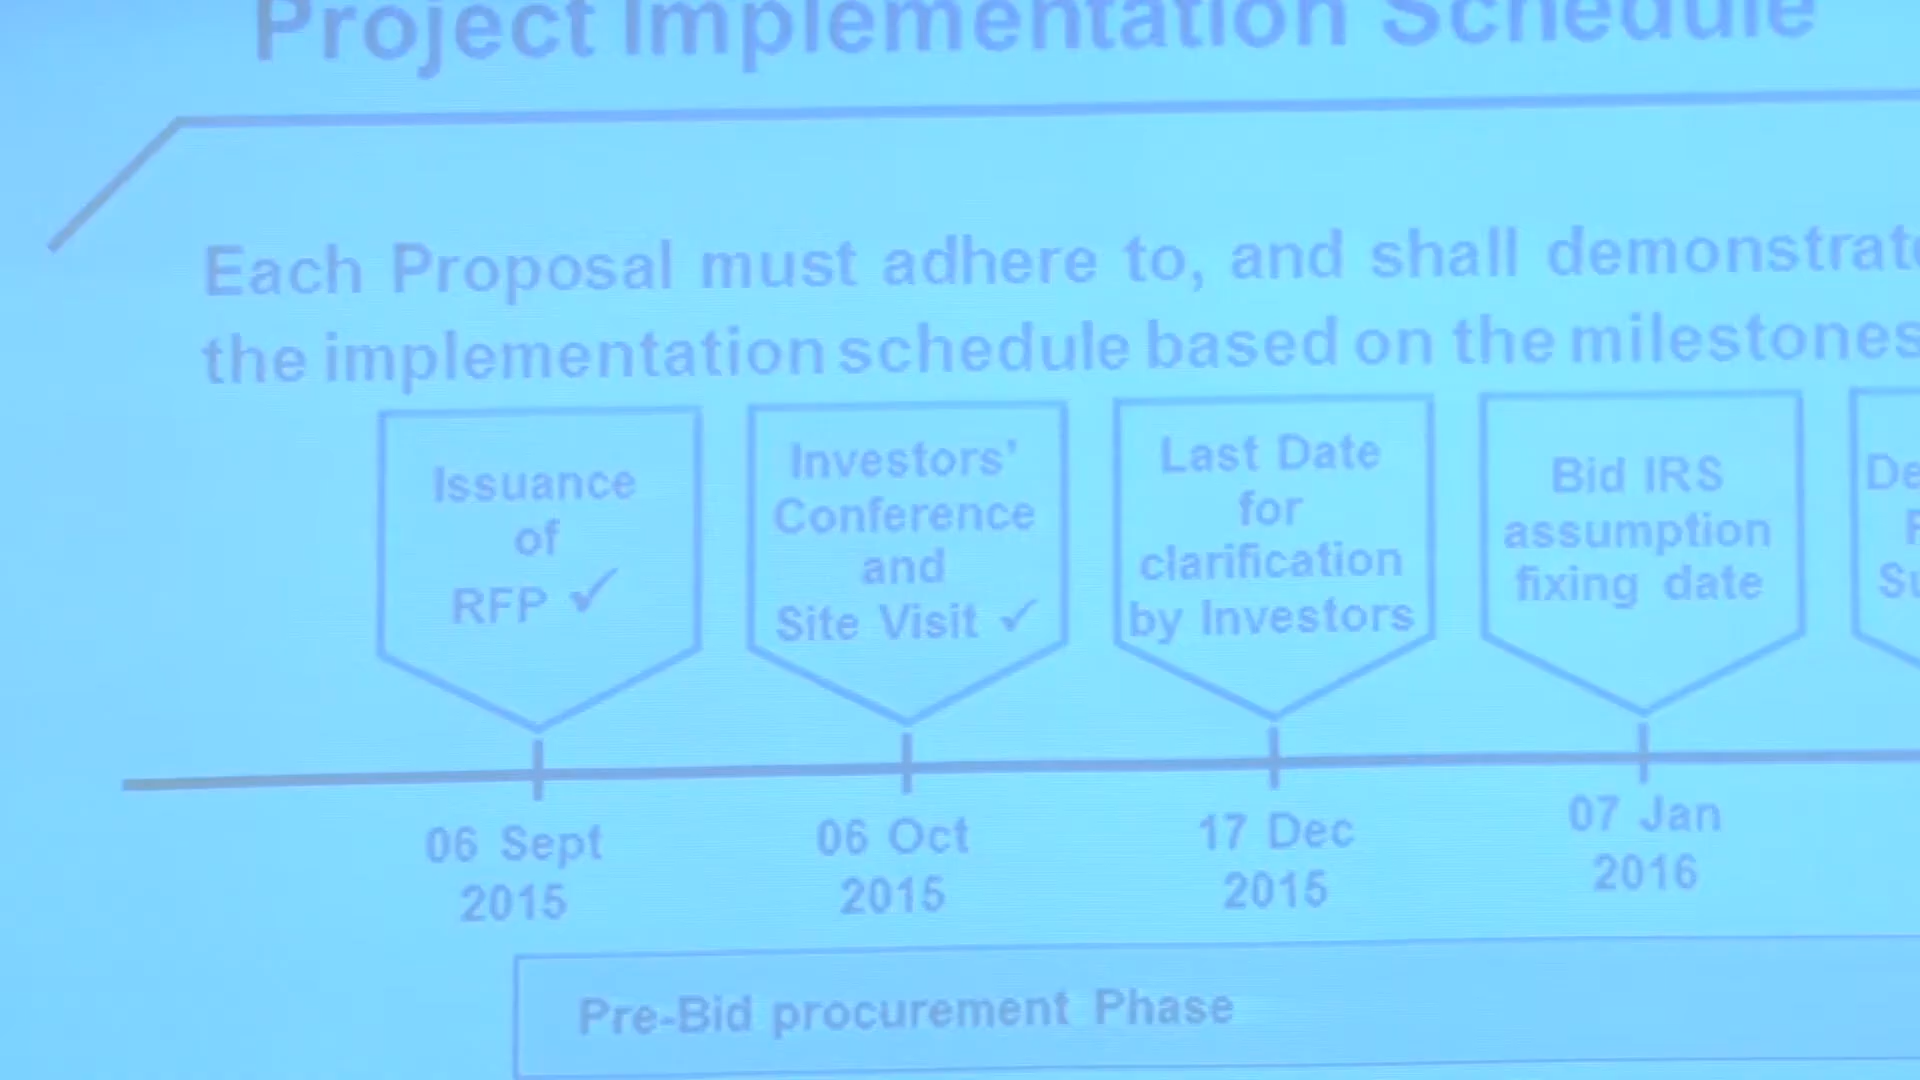 Project Implementation Schedule
Each Proposal must adhere to, and shall demonstrate
the implementation schedule based on the milestones
Issuance
of
RFP ✓
Investors’
Conference
and
Site Visit ✓
Last Date
for
clarification
by Investors
Bid IRS
assumption
fixing date
06 Sept
2015
06 Oct
2015
17 Dec
2015
07 Jan
2016
Pre-Bid procurement Phase